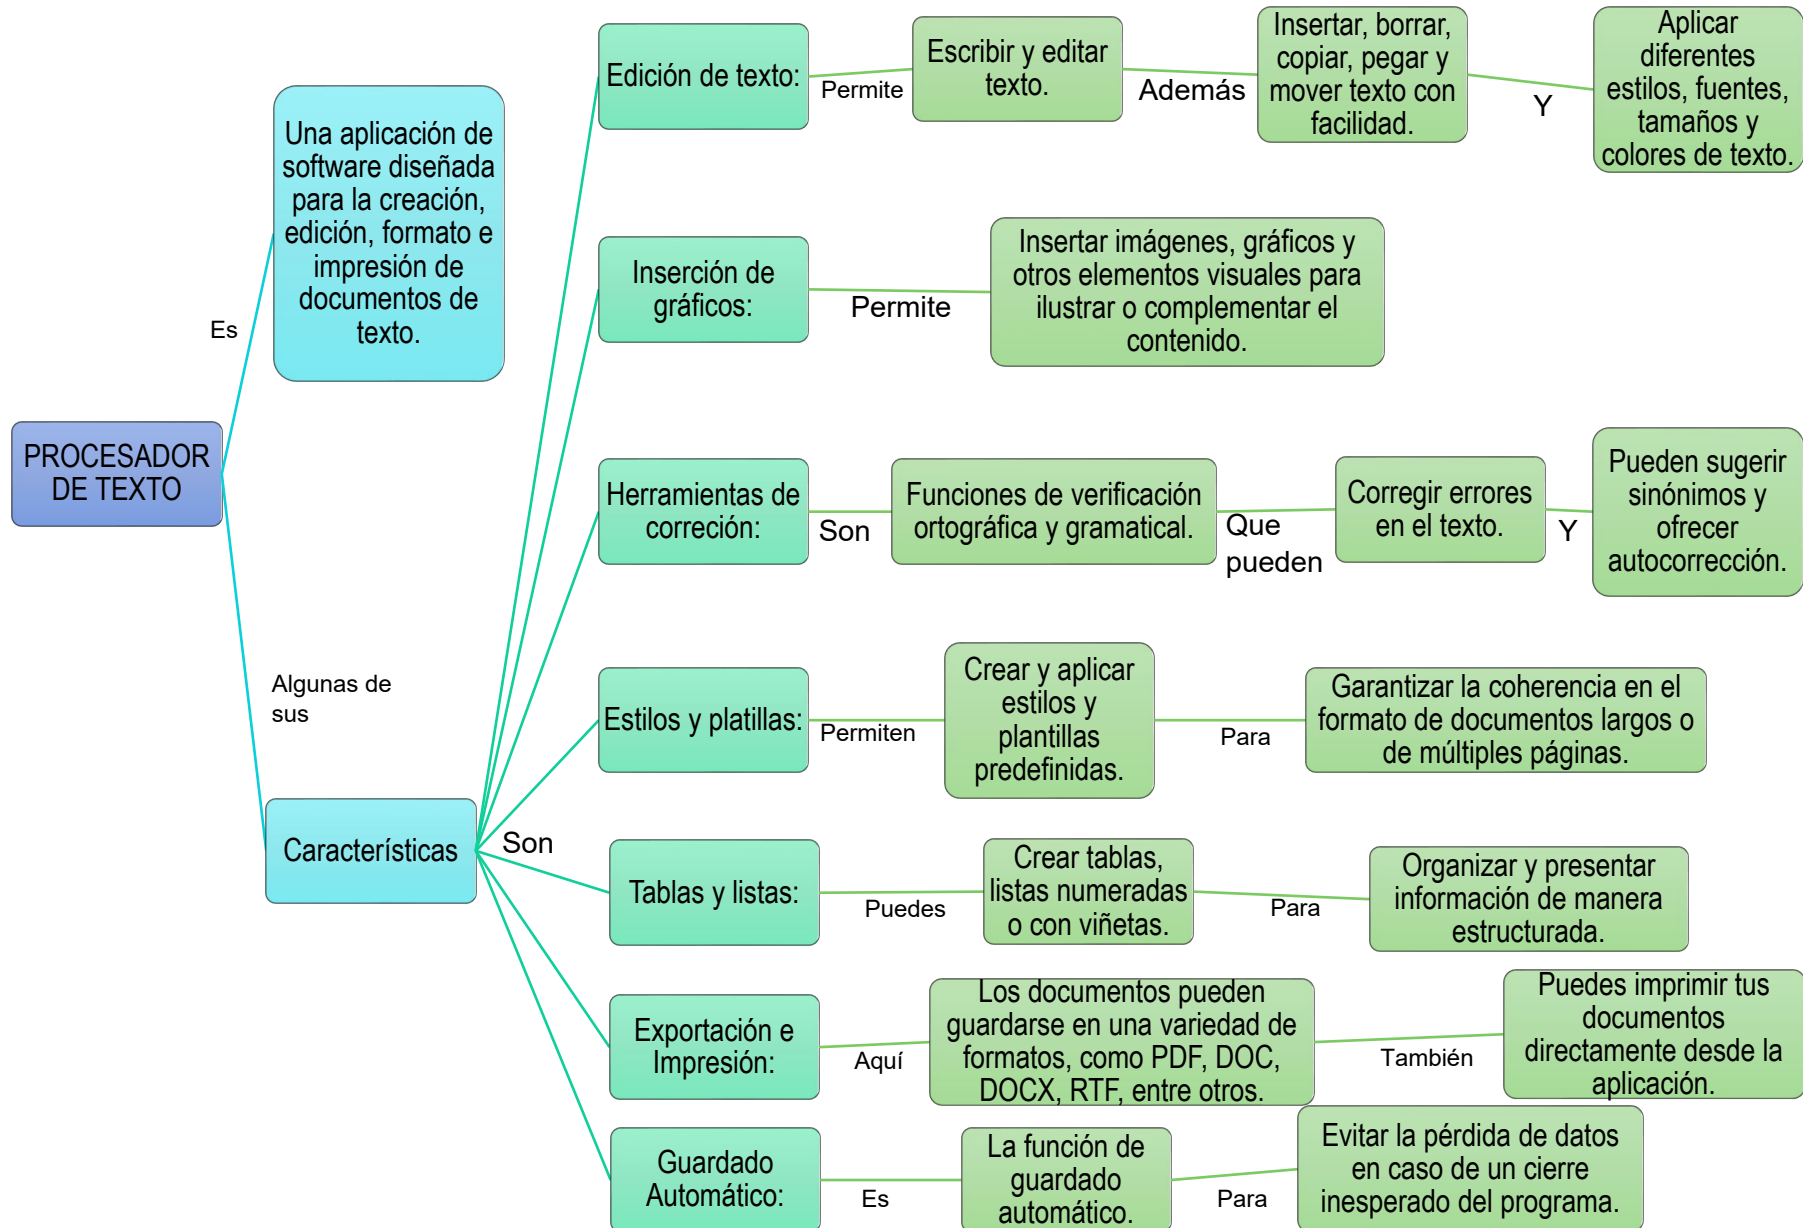 PROCESADOR
DE TEXTO
Es
Una aplicación de
software diseñada
para la creación,
edición, formato e
impresión de
documentos de
texto.
Algunas de
sus
Características
Son
Edición de texto:
Permite
Escribir y editar
texto.
Además
Insertar, borrar,
copiar, pegar y
mover texto con
facilidad.
Y
Aplicar
diferentes
estilos, fuentes,
tamaños y
colores de texto.
Inserción de
gráficos:
Permite
Insertar imágenes, gráficos y
otros elementos visuales para
ilustrar o complementar el
contenido.
Herramientas de
correción:
Son
Funciones de verificación
ortográfica y gramatical.
Que
pueden
Corregir errores
en el texto.
Y
Pueden sugerir
sinónimos y
ofrecer
autocorrección.
Estilos y platillas:
Permiten
Crear y aplicar
estilos y
plantillas
predefinidas.
Para
Garantizar la coherencia en el
formato de documentos largos o
de múltiples páginas.
Tablas y listas:
Puedes
Crear tablas,
listas numeradas
o con viñetas.
Para
Organizar y presentar
información de manera
estructurada.
Exportación e
Impresión:
Aquí
Los documentos pueden
guardarse en una variedad de
formatos, como PDF, DOC,
DOCX, RTF, entre otros.
También
Puedes imprimir tus
documentos
directamente desde la
aplicación.
Guardado
Automático:
Es
La función de
guardado
automático.
Para
Evitar la pérdida de datos
en caso de un cierre
inesperado del programa.